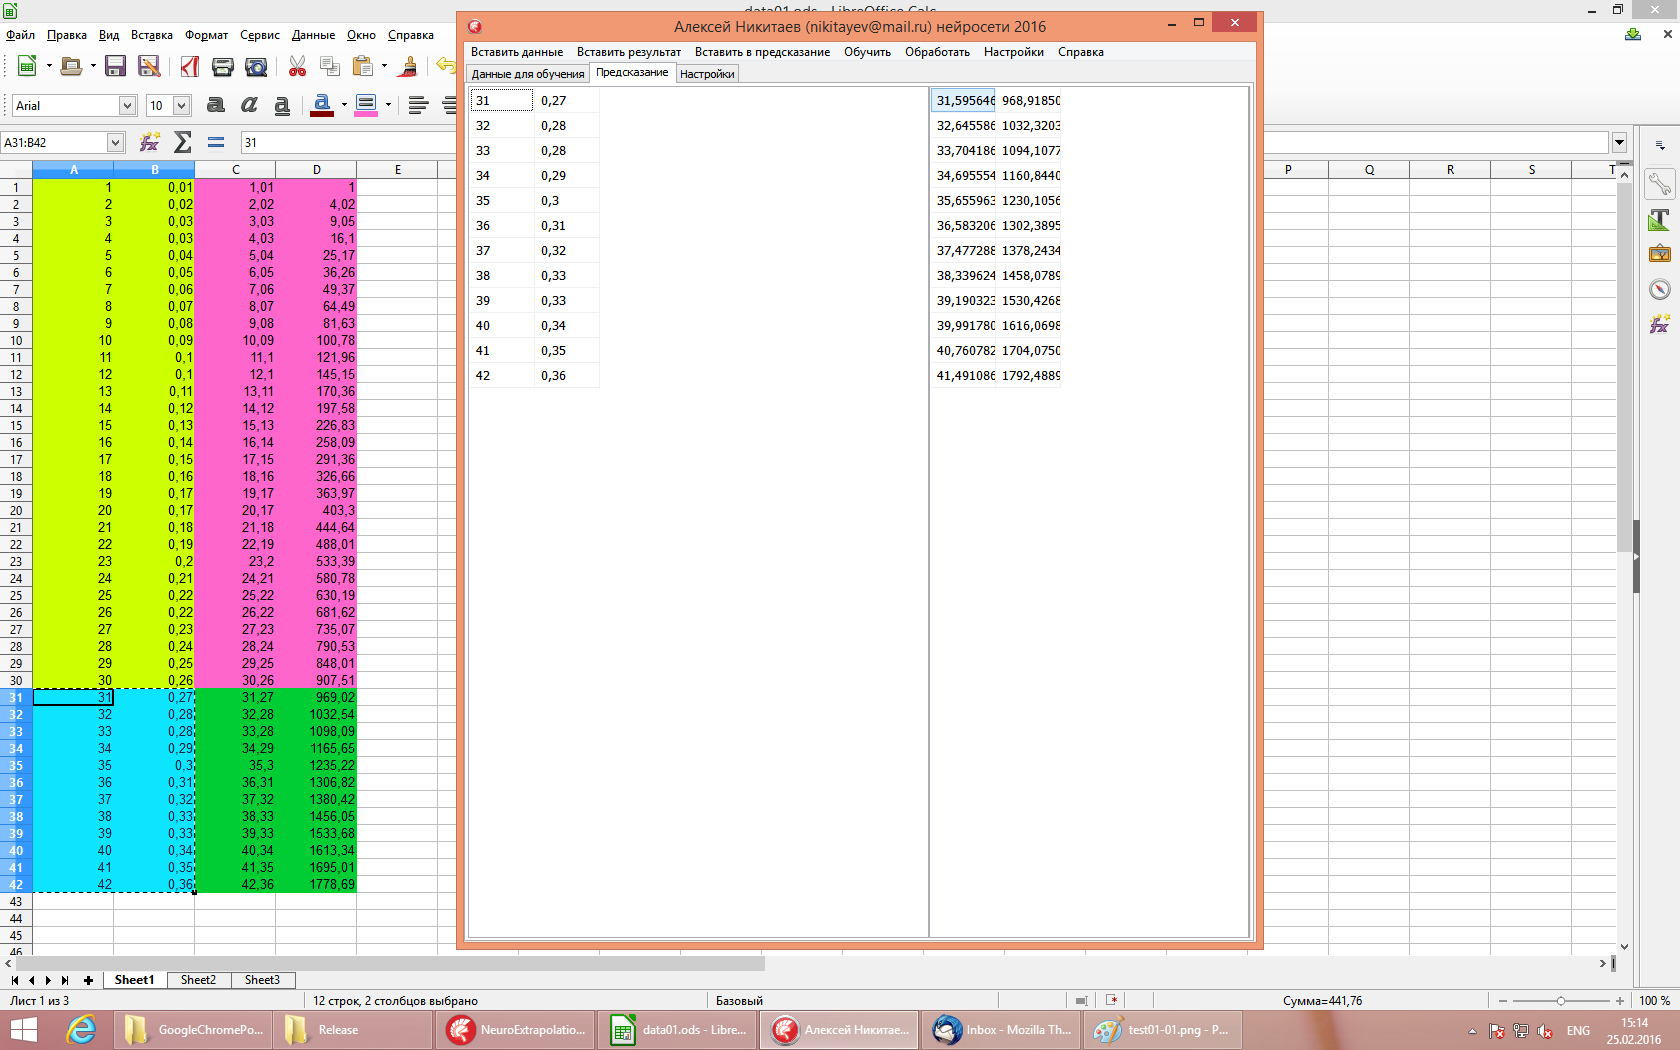 data01.ods - LibreOffice Calc
Файл Правка Вид Вставка Формат Сервис Данные Окно Справка
Arial 10
A31:B42 31
A B C D E
1 1 0,01 1,01 1
2 2 0,02 2,02 4,02
3 3 0,03 3,03 9,05
4 4 0,03 4,03 16,1
5 5 0,04 5,04 25,17
6 6 0,05 6,05 36,26
7 7 0,06 7,06 49,37
8 8 0,07 8,07 64,49
9 9 0,08 9,08 81,63
10 10 0,09 10,09 100,78
11 11 0,1 11,1 121,96
12 12 0,1 12,1 145,15
13 13 0,11 13,11 170,36
14 14 0,12 14,12 197,58
15 15 0,13 15,13 226,83
16 16 0,14 16,14 258,09
17 17 0,15 17,15 291,36
18 18 0,16 18,16 326,66
19 19 0,17 19,17 363,97
20 20 0,17 20,17 403,3
21 21 0,18 21,18 444,64
22 22 0,19 22,19 488,01
23 23 0,2 23,2 533,39
24 24 0,21 24,21 580,78
25 25 0,22 25,22 630,19
26 26 0,22 26,22 681,62
27 27 0,23 27,23 735,07
28 28 0,24 28,24 790,53
29 29 0,25 29,25 848,01
30 30 0,26 30,26 907,51
31 31 0,27 31,27 969,02
32 32 0,28 32,28 1032,54
33 33 0,28 33,28 1098,09
34 34 0,29 34,29 1165,65
35 35 0,3 35,3 1235,22
36 36 0,31 36,31 1306,82
37 37 0,32 37,32 1380,42
38 38 0,33 38,33 1456,05
39 39 0,33 39,33 1533,68
40 40 0,34 40,34 1613,34
41 41 0,35 41,35 1695,01
42 42 0,36 42,36 1778,69
43
44
45
46
Алексей Никитаев (nikitayev@mail.ru) нейросети 2016
Вставить данные Вставить результат Вставить в предсказание Обучить Обработать Настройки Справка
Данные для обучения Предсказание Настройки
31 0,27 31,595646 968,91850
32 0,28 32,645586 1032,3203
33 0,28 33,704186 1094,1077
34 0,29 34,695554 1160,8440
35 0,3 35,655963 1230,1056
36 0,31 36,583206 1302,3895
37 0,32 37,477288 1378,2434
38 0,33 38,339624 1458,0789
39 0,33 39,190323 1530,4268
40 0,34 39,991780 1616,0698
41 0,35 40,760782 1704,0750
42 0,36 41,491086 1792,4889
P Q R S T
Sheet1 Sheet2 Sheet3
Лист 1 из 3 12 строк, 2 столбцов выбрано Базовый Сумма=441,76 100 %
GoogleChromePo... Release NeuroExtrapolatio... data01.ods - Libre... Алексей Никитае... Inbox - Mozilla Th... test01-01.png - P... ENG
15:14
25.02.2016